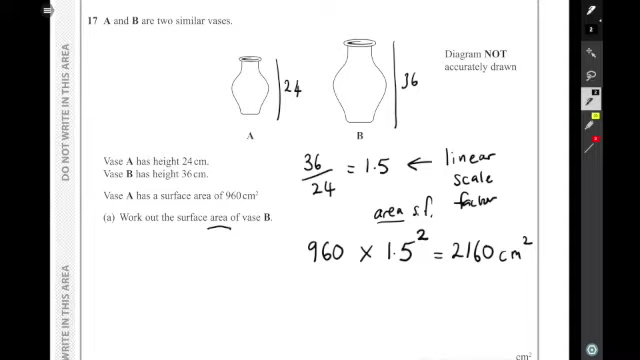 DO NOT WRITE IN THIS AREA
DO NOT WRITE IN THIS AREA
17 A and B are two similar vases.
24
36
Diagram NOT
accurately drawn
A
B
Vase A has height 24 cm.
Vase B has height 36 cm.
Vase A has a surface area of 960 cm²
(a) Work out the surface area of vase B.
36/24 = 1.5 ← linear
scale
factor
area s.f.
960 × 1.5² = 2160 cm²
cm²
2